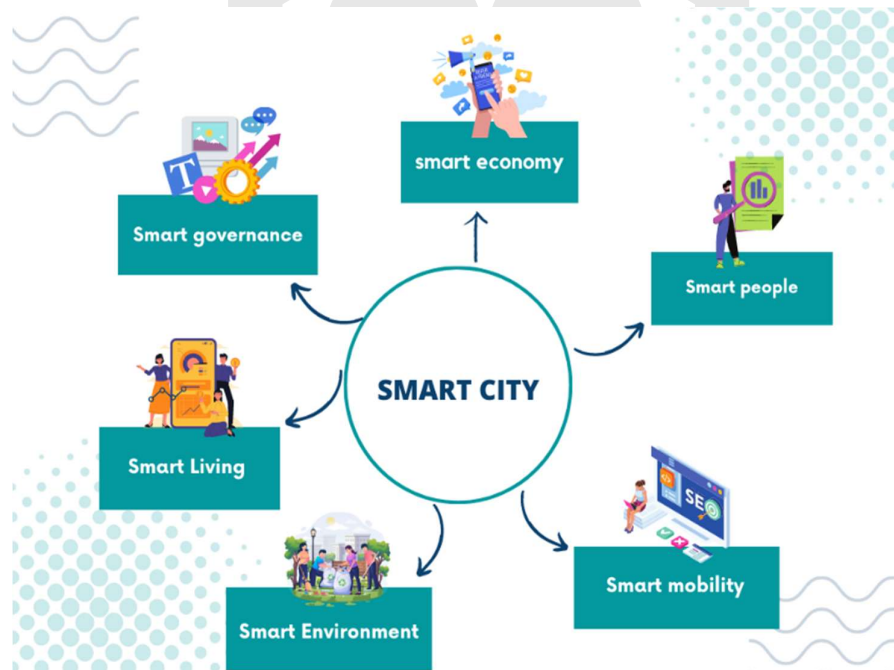 smart economy
Smart governance
Smart people
SMART CITY
Smart Living
SEO
Smart mobility
Smart Environment
T